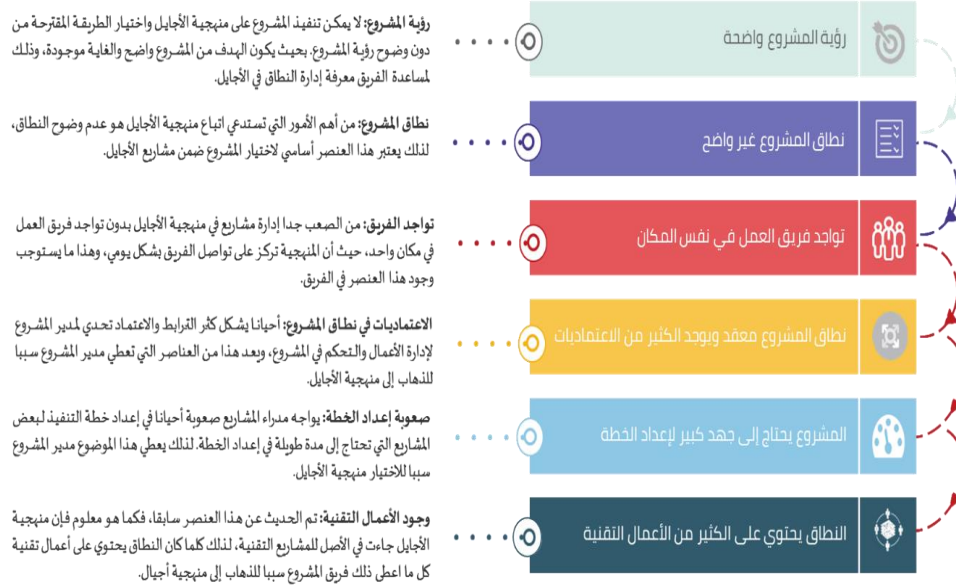 رؤية المشروع واضحة
رؤية المشروع: لا يمكن تنفيذ المشروع على منهجية الأجايل واختيار الطريقة المقترحة من
دون وضوح رؤية المشروع. بحيث يكون الهدف من المشروع واضح والغاية موجودة، وذلك
لمساعدة الفريق معرفة إدارة النطاق في الأجايل.
نطاق المشروع غير واضح
نطاق المشروع: من أهم الأمور التي تستدعي اتباع منهجية الأجايل هو عدم وضوح النطاق،
لذلك يعتبر هذا العنصر أساسي لاختيار المشروع ضمن مشاريع الأجايل.
تواجد فريق العمل في نفس المكان
تواجد الفريق: من الصعب جدا إدارة مشاريع في منهجية الأجايل بدون تواجد فريق العمل
في مكان واحد، حيث أن المنهجية تركز على تواصل الفريق بشكل يومي، وهذا ما يستوجب
وجود هذا العنصر في الفريق.
نطاق المشروع معقد ويوجد الكثير من الاعتماديات
الاعتماديات في نطاق المشروع: أحيانا يشكل كثر الترابط والاعتماد تحدي لمدير المشروع
لإدارة الأعمال والتحكم في المشروع، ويعد هذا من العناصر التي تعطي مدير المشروع سببا
للذهاب إلى منهجية الأجايل.
المشروع يحتاج إلى جهد كبير لإعداد الخطة
صعوبة إعداد الخطة: يواجه مدراء المشاريع صعوبة أحيانا في إعداد خطة التنفيذ لبعض
المشاريع التي تحتاج إلى مدة طويلة في إعداد الخطة. لذلك يعطي هذا الموضوع مدير المشروع
سببا للاختيار منهجية الأجايل.
النطاق يحتوي على الكثير من الأعمال التقنية
وجود الأعمال التقنية: تم الحديث عن هذا العنصر سابقا، فكما هو معلوم فإن منهجية
الأجايل جاءت في الأصل للمشاريع التقنية، لذلك كلما كان النطاق يحتوي على أعمال تقنية
كل ما اعطى ذلك فريق المشروع سببا للذهاب إلى منهجية أجيال.